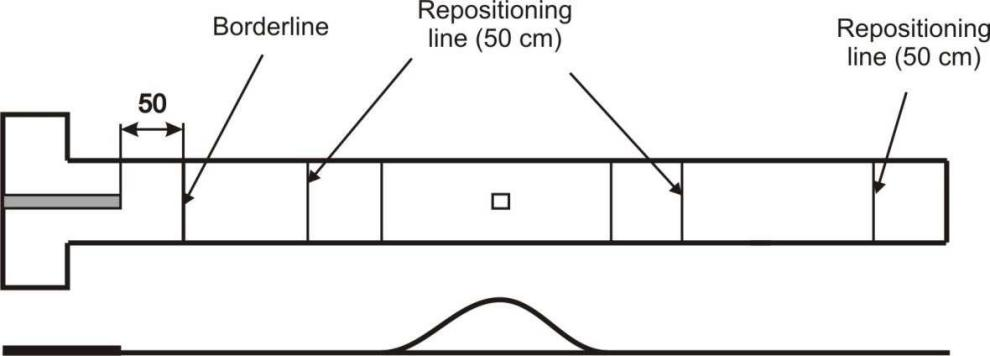 Borderline
Repositioning
line (50 cm)
Repositioning
line (50 cm)
50